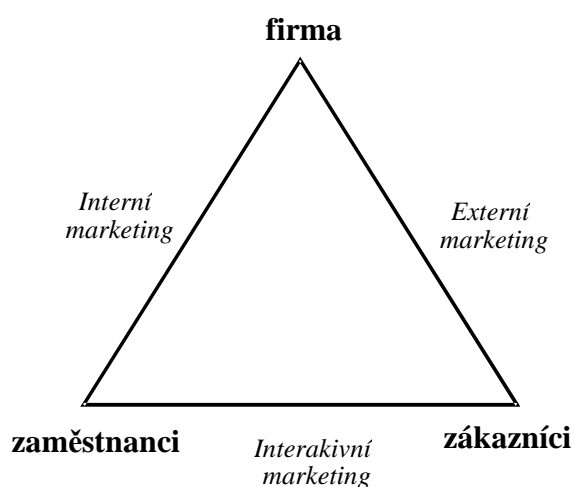 firma
Interní
marketing
Externí
marketing
zaměstnanci
Interakivní
marketing
zákazníci